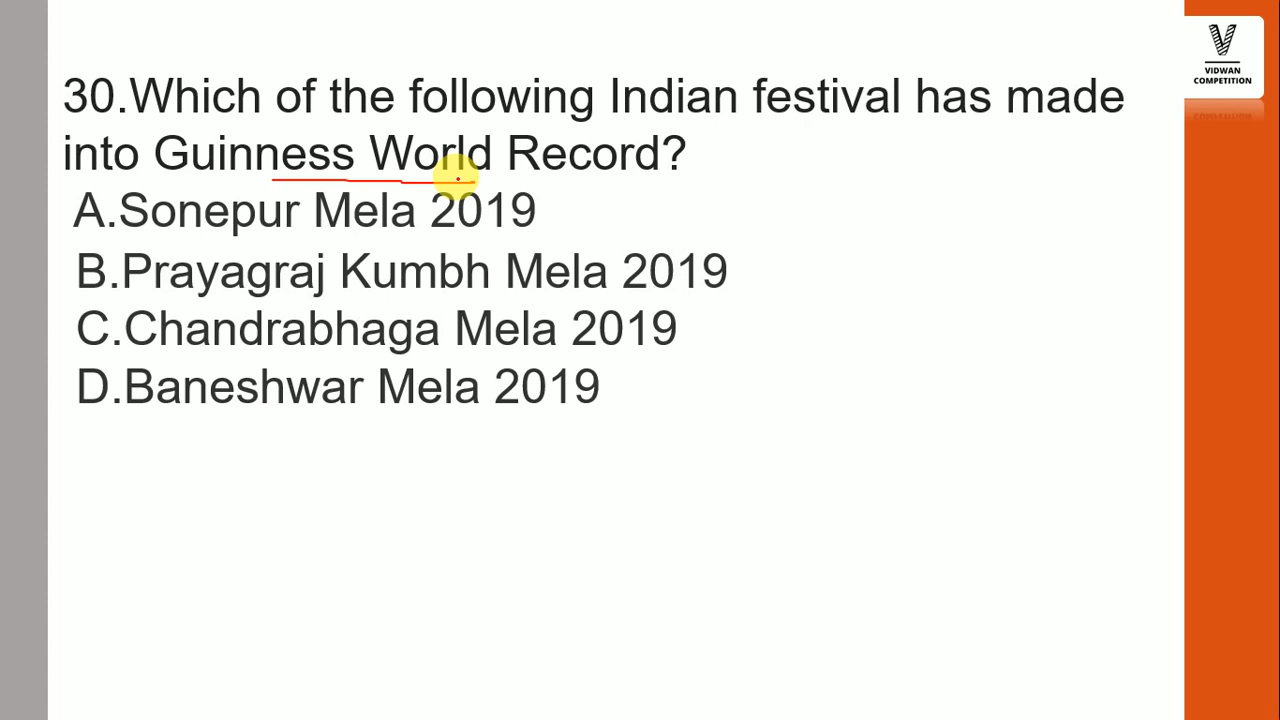 30.Which of the following Indian festival has made
into Guinness World Record?
A.Sonepur Mela 2019
B.Prayagraj Kumbh Mela 2019
C.Chandrabhaga Mela 2019
D.Baneshwar Mela 2019
V
VIDWAN
COMPETITION